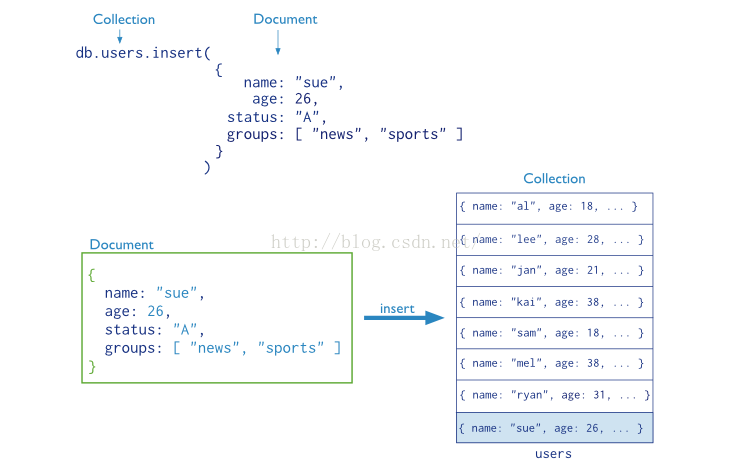 Collection
Document
db.users.insert(
{
name: "sue",
age: 26,
status: "A",
groups: [ "news", "sports" ]
}
)
Collection
{ name: "al", age: 18, ... }
{ name: "lee", age: 28, ... }
{ name: "jan", age: 21, ... }
{ name: "kai", age: 38, ... }
{ name: "sam", age: 18, ... }
{ name: "mel", age: 38, ... }
{ name: "ryan", age: 31, ... }
{ name: "sue", age: 26, ... }
users
http://blog.csdn.net/
Document
{
name: "sue",
age: 26,
status: "A",
groups: [ "news", "sports" ]
}
insert